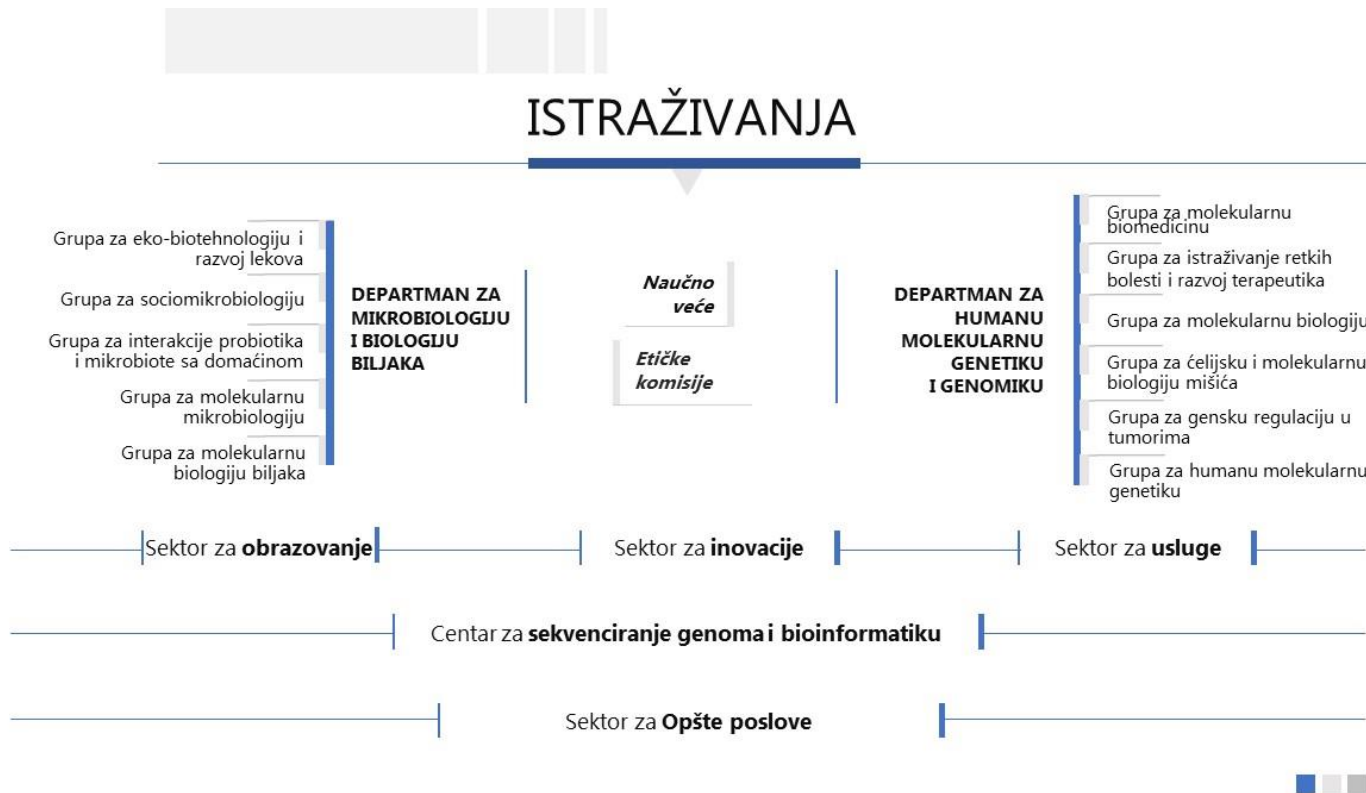 ISTRAŽIVANJA
Grupa za eko-biotehnologiju i
razvoj lekova
Grupa za sociomikrobiologiju
Grupa za interakcije probiotika
i mikrobiote sa domaćinom
Grupa za molekularnu
mikrobiologiju
Grupa za molekularnu
biologiju biljaka
DEPARTMAN ZA
MIKROBIOLOGIJU
I BIOLOGIJU
BILJAKA
Naučno
veće
Etičke
komisije
DEPARTMAN ZA
HUMANU
MOLEKULARNU
GENETIKU
I GENOMIKU
Grupa za molekularnu
biomedicinu
Grupa za istraživanje retkih
bolesti i razvoj terapeutika
Grupa za molekularnu biologiju
Grupa za ćelijsku i molekularnu
biologiju mišića
Grupa za gensku regulaciju u
tumorima
Grupa za humanu molekularnu
genetiku
Sektor za obrazovanje
Sektor za inovacije
Sektor za usluge
Centar za sekvenciranje genoma i bioinformatiku
Sektor za Opšte poslove